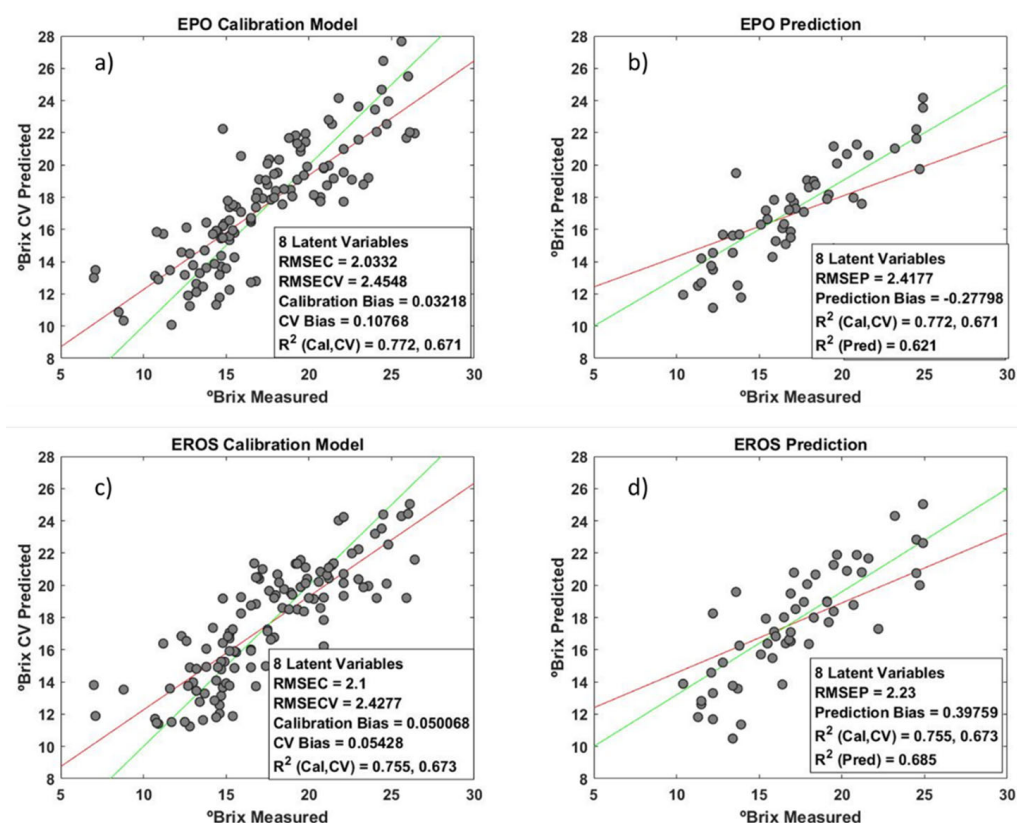 EPO Calibration Model
a)
28
26
24
22
20
18
16
14
12
10
8
ºBrix CV Predicted
8 Latent Variables
RMSEC = 2.0332
RMSECV = 2.4548
Calibration Bias = 0.03218
CV Bias = 0.10768
R² (Cal,CV) = 0.772, 0.671
5 10 15 20 25 30
ºBrix Measured
EPO Prediction
b)
28
26
24
22
20
18
16
14
12
10
8
ºBrix Predicted
8 Latent Variables
RMSEP = 2.4177
Prediction Bias = -0.27798
R² (Cal,CV) = 0.772, 0.671
R² (Pred) = 0.621
5 10 15 20 25 30
ºBrix Measured
EROS Calibration Model
c)
28
26
24
22
20
18
16
14
12
10
8
ºBrix CV Predicted
8 Latent Variables
RMSEC = 2.1
RMSECV = 2.4277
Calibration Bias = 0.050068
CV Bias = 0.05428
R² (Cal,CV) = 0.755, 0.673
5 10 15 20 25 30
ºBrix Measured
EROS Prediction
d)
28
26
24
22
20
18
16
14
12
10
8
ºBrix Predicted
8 Latent Variables
RMSEP = 2.23
Prediction Bias = 0.39759
R² (Cal,CV) = 0.755, 0.673
R² (Pred) = 0.685
5 10 15 20 25 30
ºBrix Measured